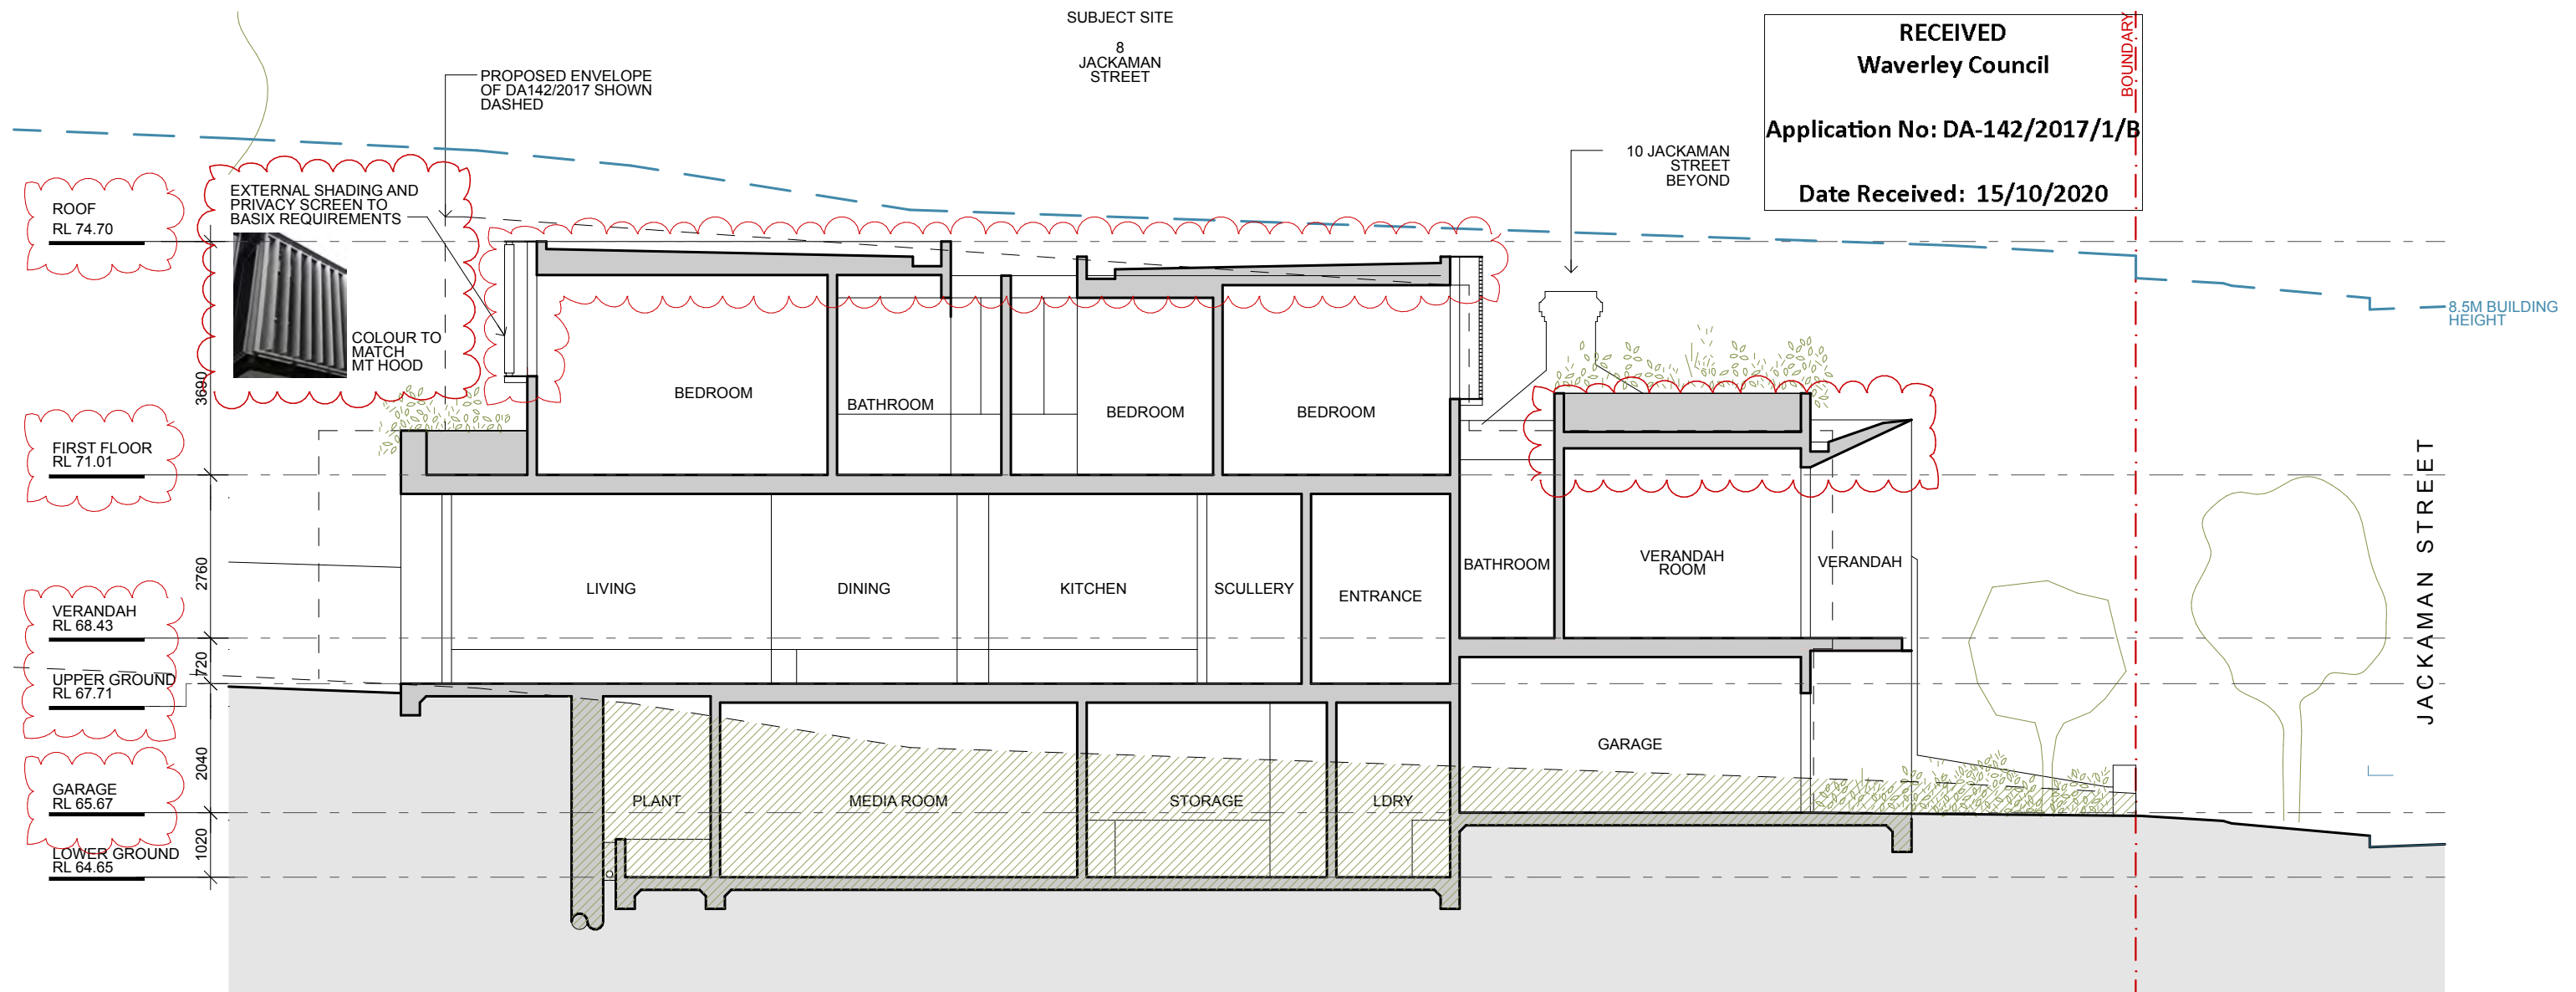 SUBJECT SITE
8
JACKAMAN
STREET
RECEIVED
Waverley Council
Application No: DA-142/2017/1/B
Date Received: 15/10/2020
BOUNDARY
PROPOSED ENVELOPE
OF DA142/2017 SHOWN
DASHED
10 JACKAMAN
STREET
BEYOND
EXTERNAL SHADING AND
PRIVACY SCREEN TO
BASIX REQUIREMENTS
COLOUR TO
MATCH
MT HOOD
8.5M BUILDING
HEIGHT
ROOF
RL 74.70
3690
FIRST FLOOR
RL 71.01
2760
VERANDAH
RL 68.43
720
UPPER GROUND
RL 67.71
2040
GARAGE
RL 65.67
1020
LOWER GROUND
RL 64.65
BEDROOM
BATHROOM
BEDROOM
BEDROOM
LIVING
DINING
KITCHEN
SCULLERY
ENTRANCE
BATHROOM
VERANDAH
ROOM
VERANDAH
GARAGE
PLANT
MEDIA ROOM
STORAGE
LDRY
JACKAMAN STREET